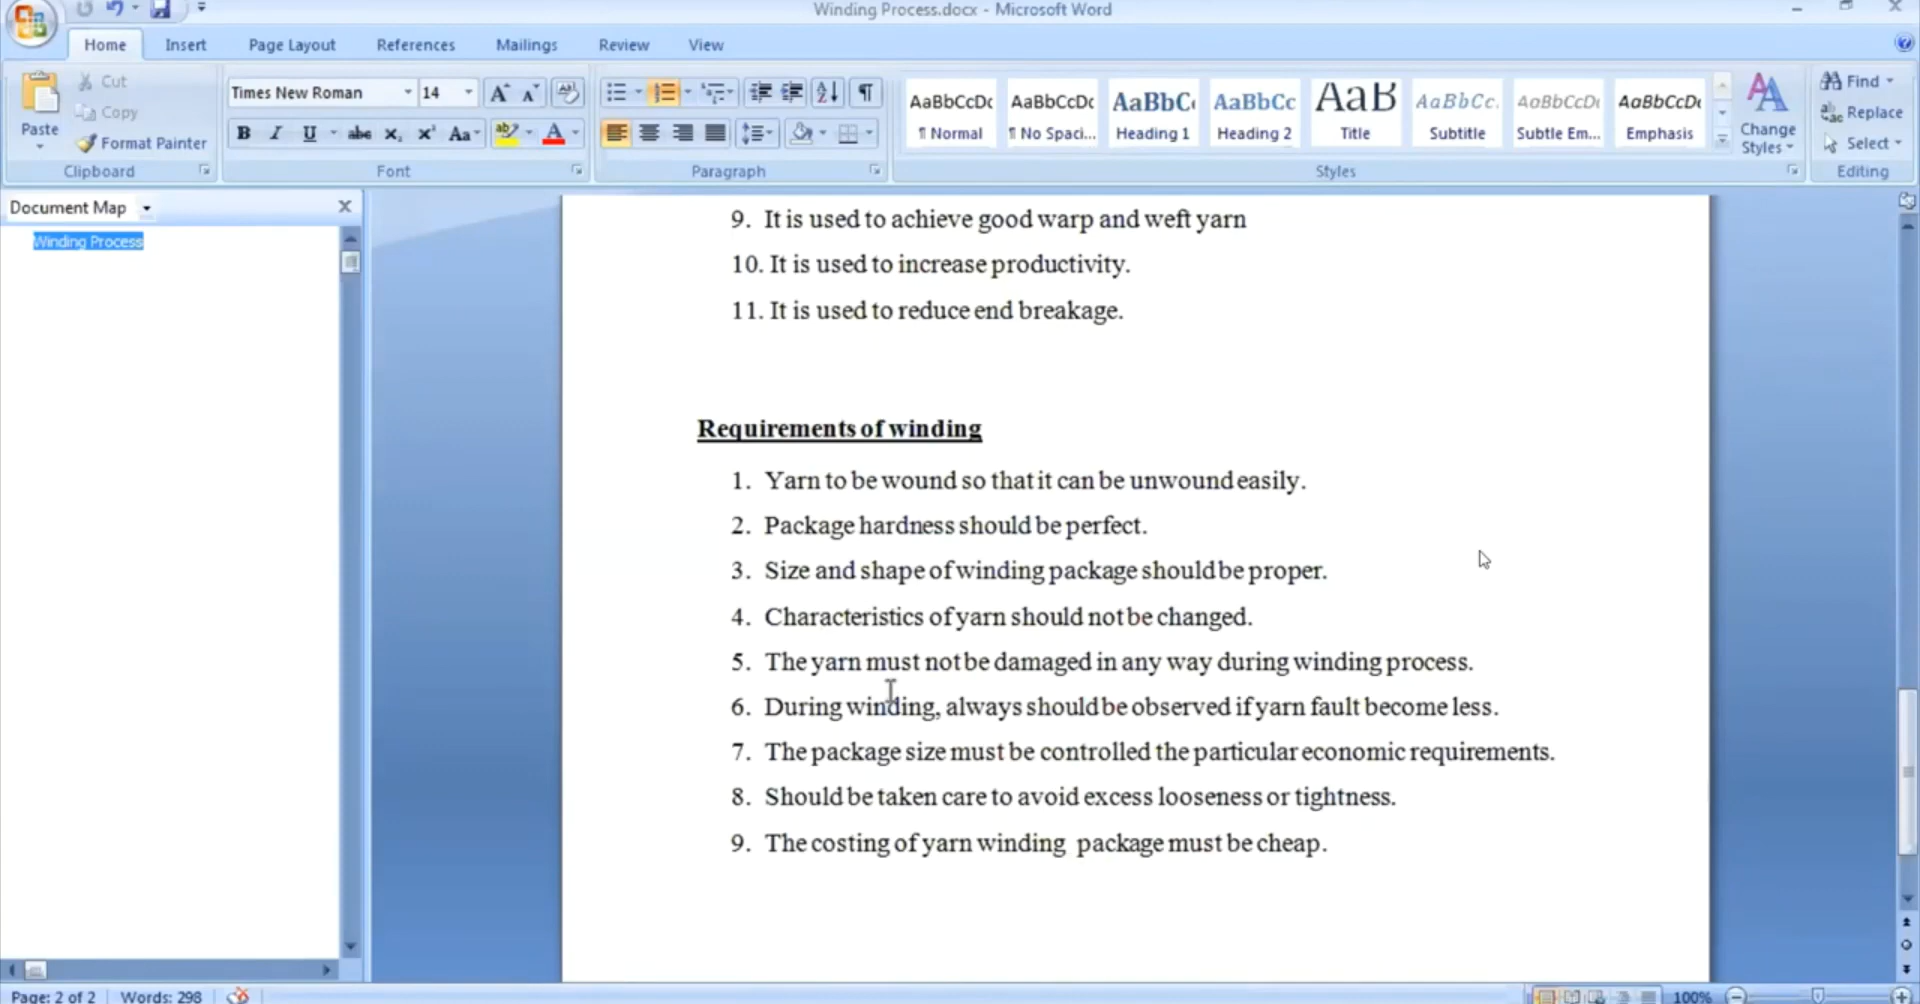 Winding Process.docx - Microsoft Word
Home Insert Page Layout References Mailings Review View
Paste
Cut
Copy
Format Painter
Clipboard
Times New Roman 14
B I U abc x₂ x² Aa
Font
Paragraph
AaBbCcDc AaBbCcDc AaBbC AaBbCc AaB AaBbCc. AaBbCcDi AaBbCcDi
¶ Normal ¶ No Spaci... Heading 1 Heading 2 Title Subtitle Subtle Em... Emphasis
Change Styles
Styles
Find
Replace
Select
Editing
Document Map
Winding Process
9. It is used to achieve good warp and weft yarn
10. It is used to increase productivity.
11. It is used to reduce end breakage.
Requirements of winding
1. Yarn to be wound so that it can be unwound easily.
2. Package hardness should be perfect.
3. Size and shape of winding package should be proper.
4. Characteristics of yarn should not be changed.
5. The yarn must not be damaged in any way during winding process.
6. During winding, always should be observed if yarn fault become less.
7. The package size must be controlled the particular economic requirements.
8. Should be taken care to avoid excess looseness or tightness.
9. The costing of yarn winding package must be cheap.
Page: 2 of 2 Words: 298 100%